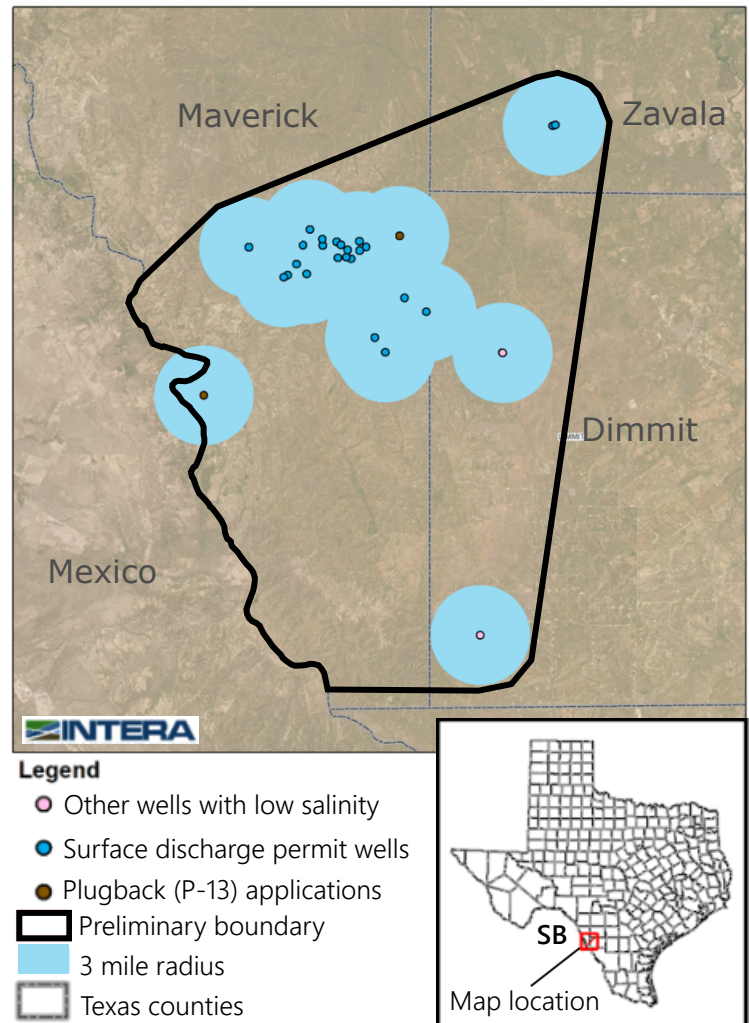 Maverick
Zavala
Dimmit
Mexico
INTERA
Legend
Other wells with low salinity
Surface discharge permit wells
Plugback (P-13) applications
Preliminary boundary
3 mile radius
Texas counties
SB
Map location